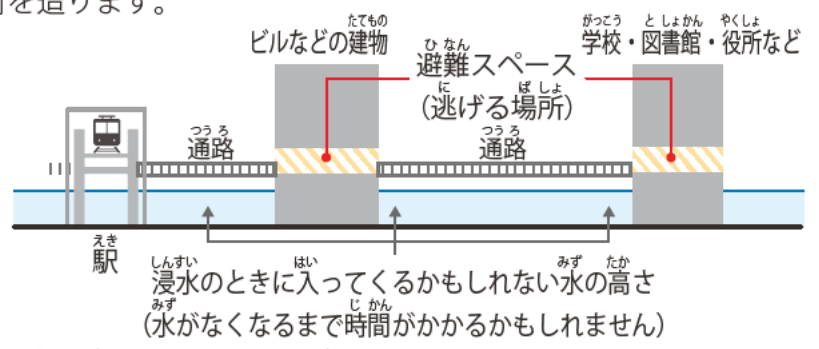 を造ります。
ビルなどの建物
学校・図書館・役所など
避難スペース
(逃げる場所)
通路
通路
駅
浸水のときに入ってくるかもしれない水の高さ
(水がなくなるまで時間がかかるかもしれません)